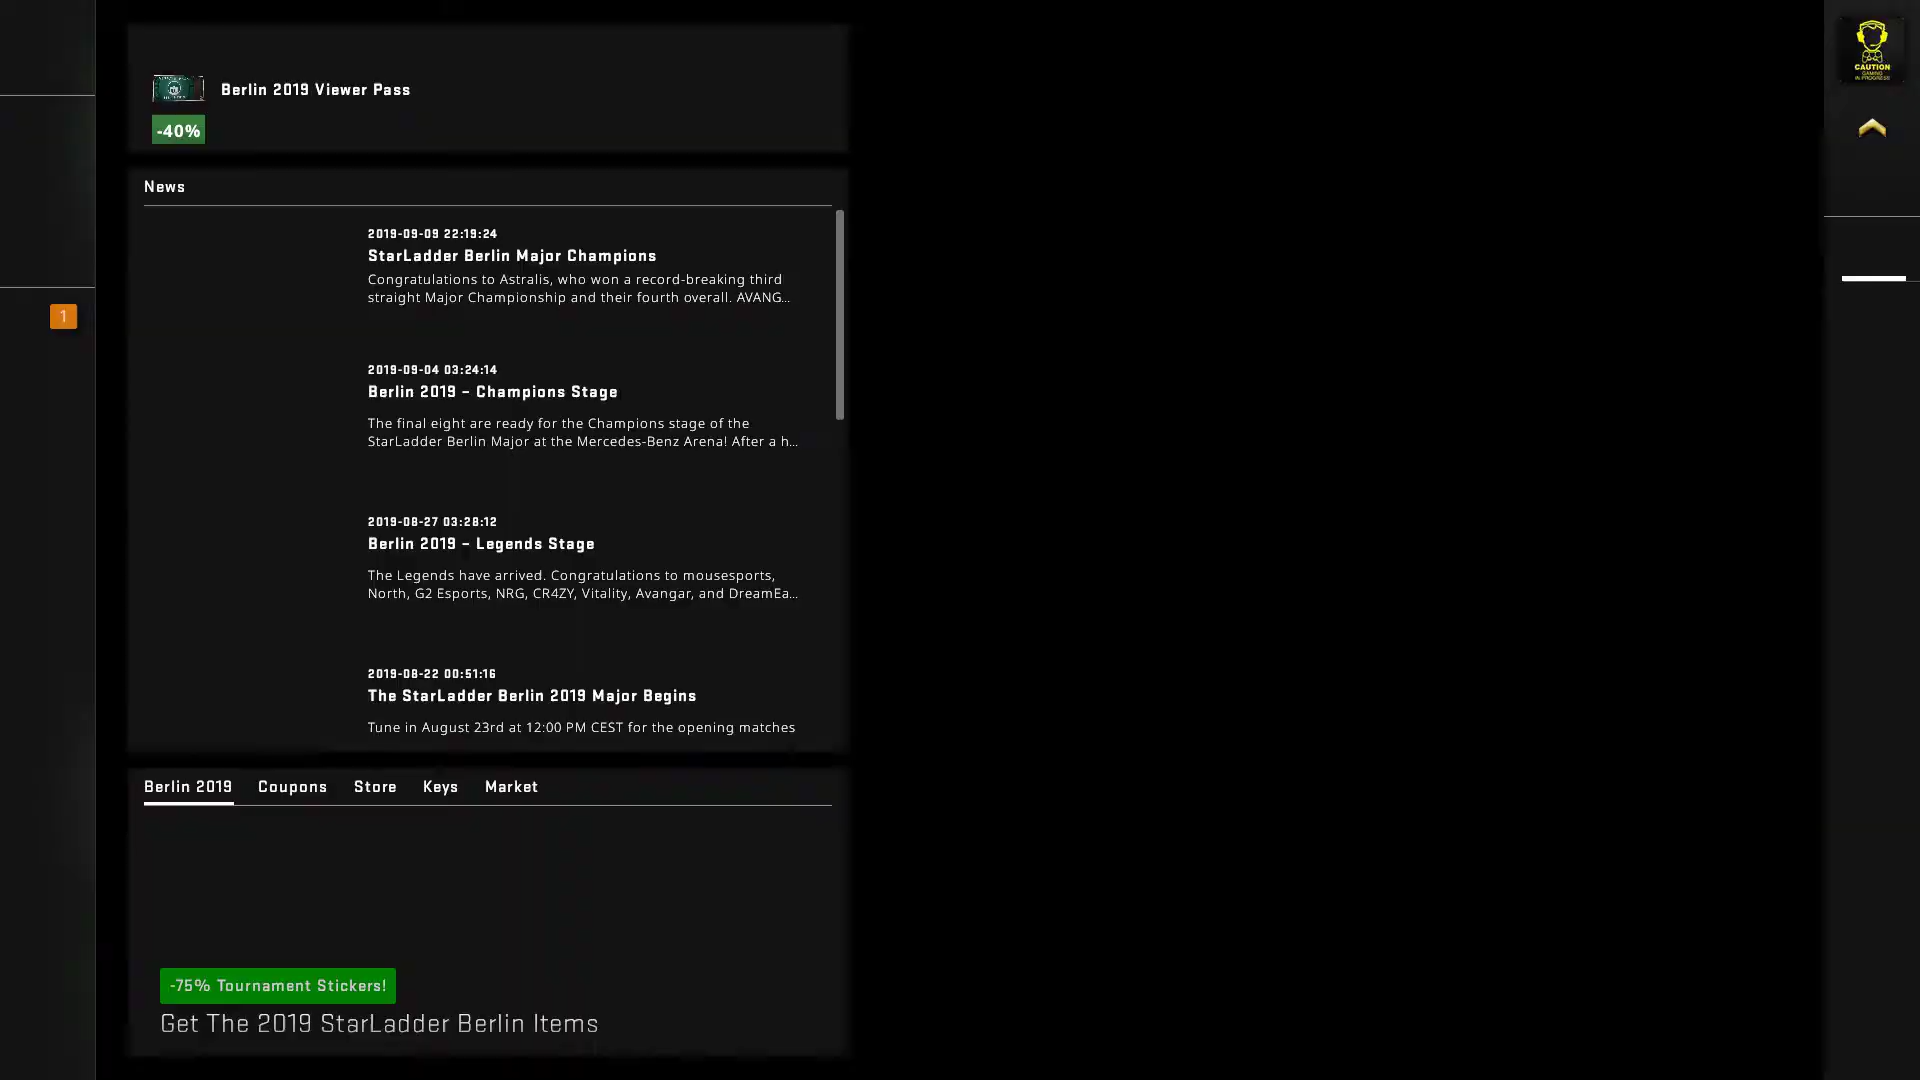 Berlin 2019 Viewer Pass
-40%
News
2019-09-09 22:19:24
StarLadder Berlin Major Champions
Congratulations to Astralis, who won a record-breaking third
straight Major Championship and their fourth overall. AVANG...
2019-09-04 03:24:14
Berlin 2019 – Champions Stage
The final eight are ready for the Champions stage of the
StarLadder Berlin Major at the Mercedes-Benz Arena! After a h...
2019-08-27 03:28:12
Berlin 2019 – Legends Stage
The Legends have arrived. Congratulations to mousesports,
North, G2 Esports, NRG, CR4ZY, Vitality, Avangar, and DreamEa...
2019-08-22 00:51:16
The StarLadder Berlin 2019 Major Begins
Tune in August 23rd at 12:00 PM CEST for the opening matches
Berlin 2019 Coupons Store Keys Market
-75% Tournament Stickers!
Get The 2019 StarLadder Berlin Items
1
CAUTION
GAMING
IN PROGRESS